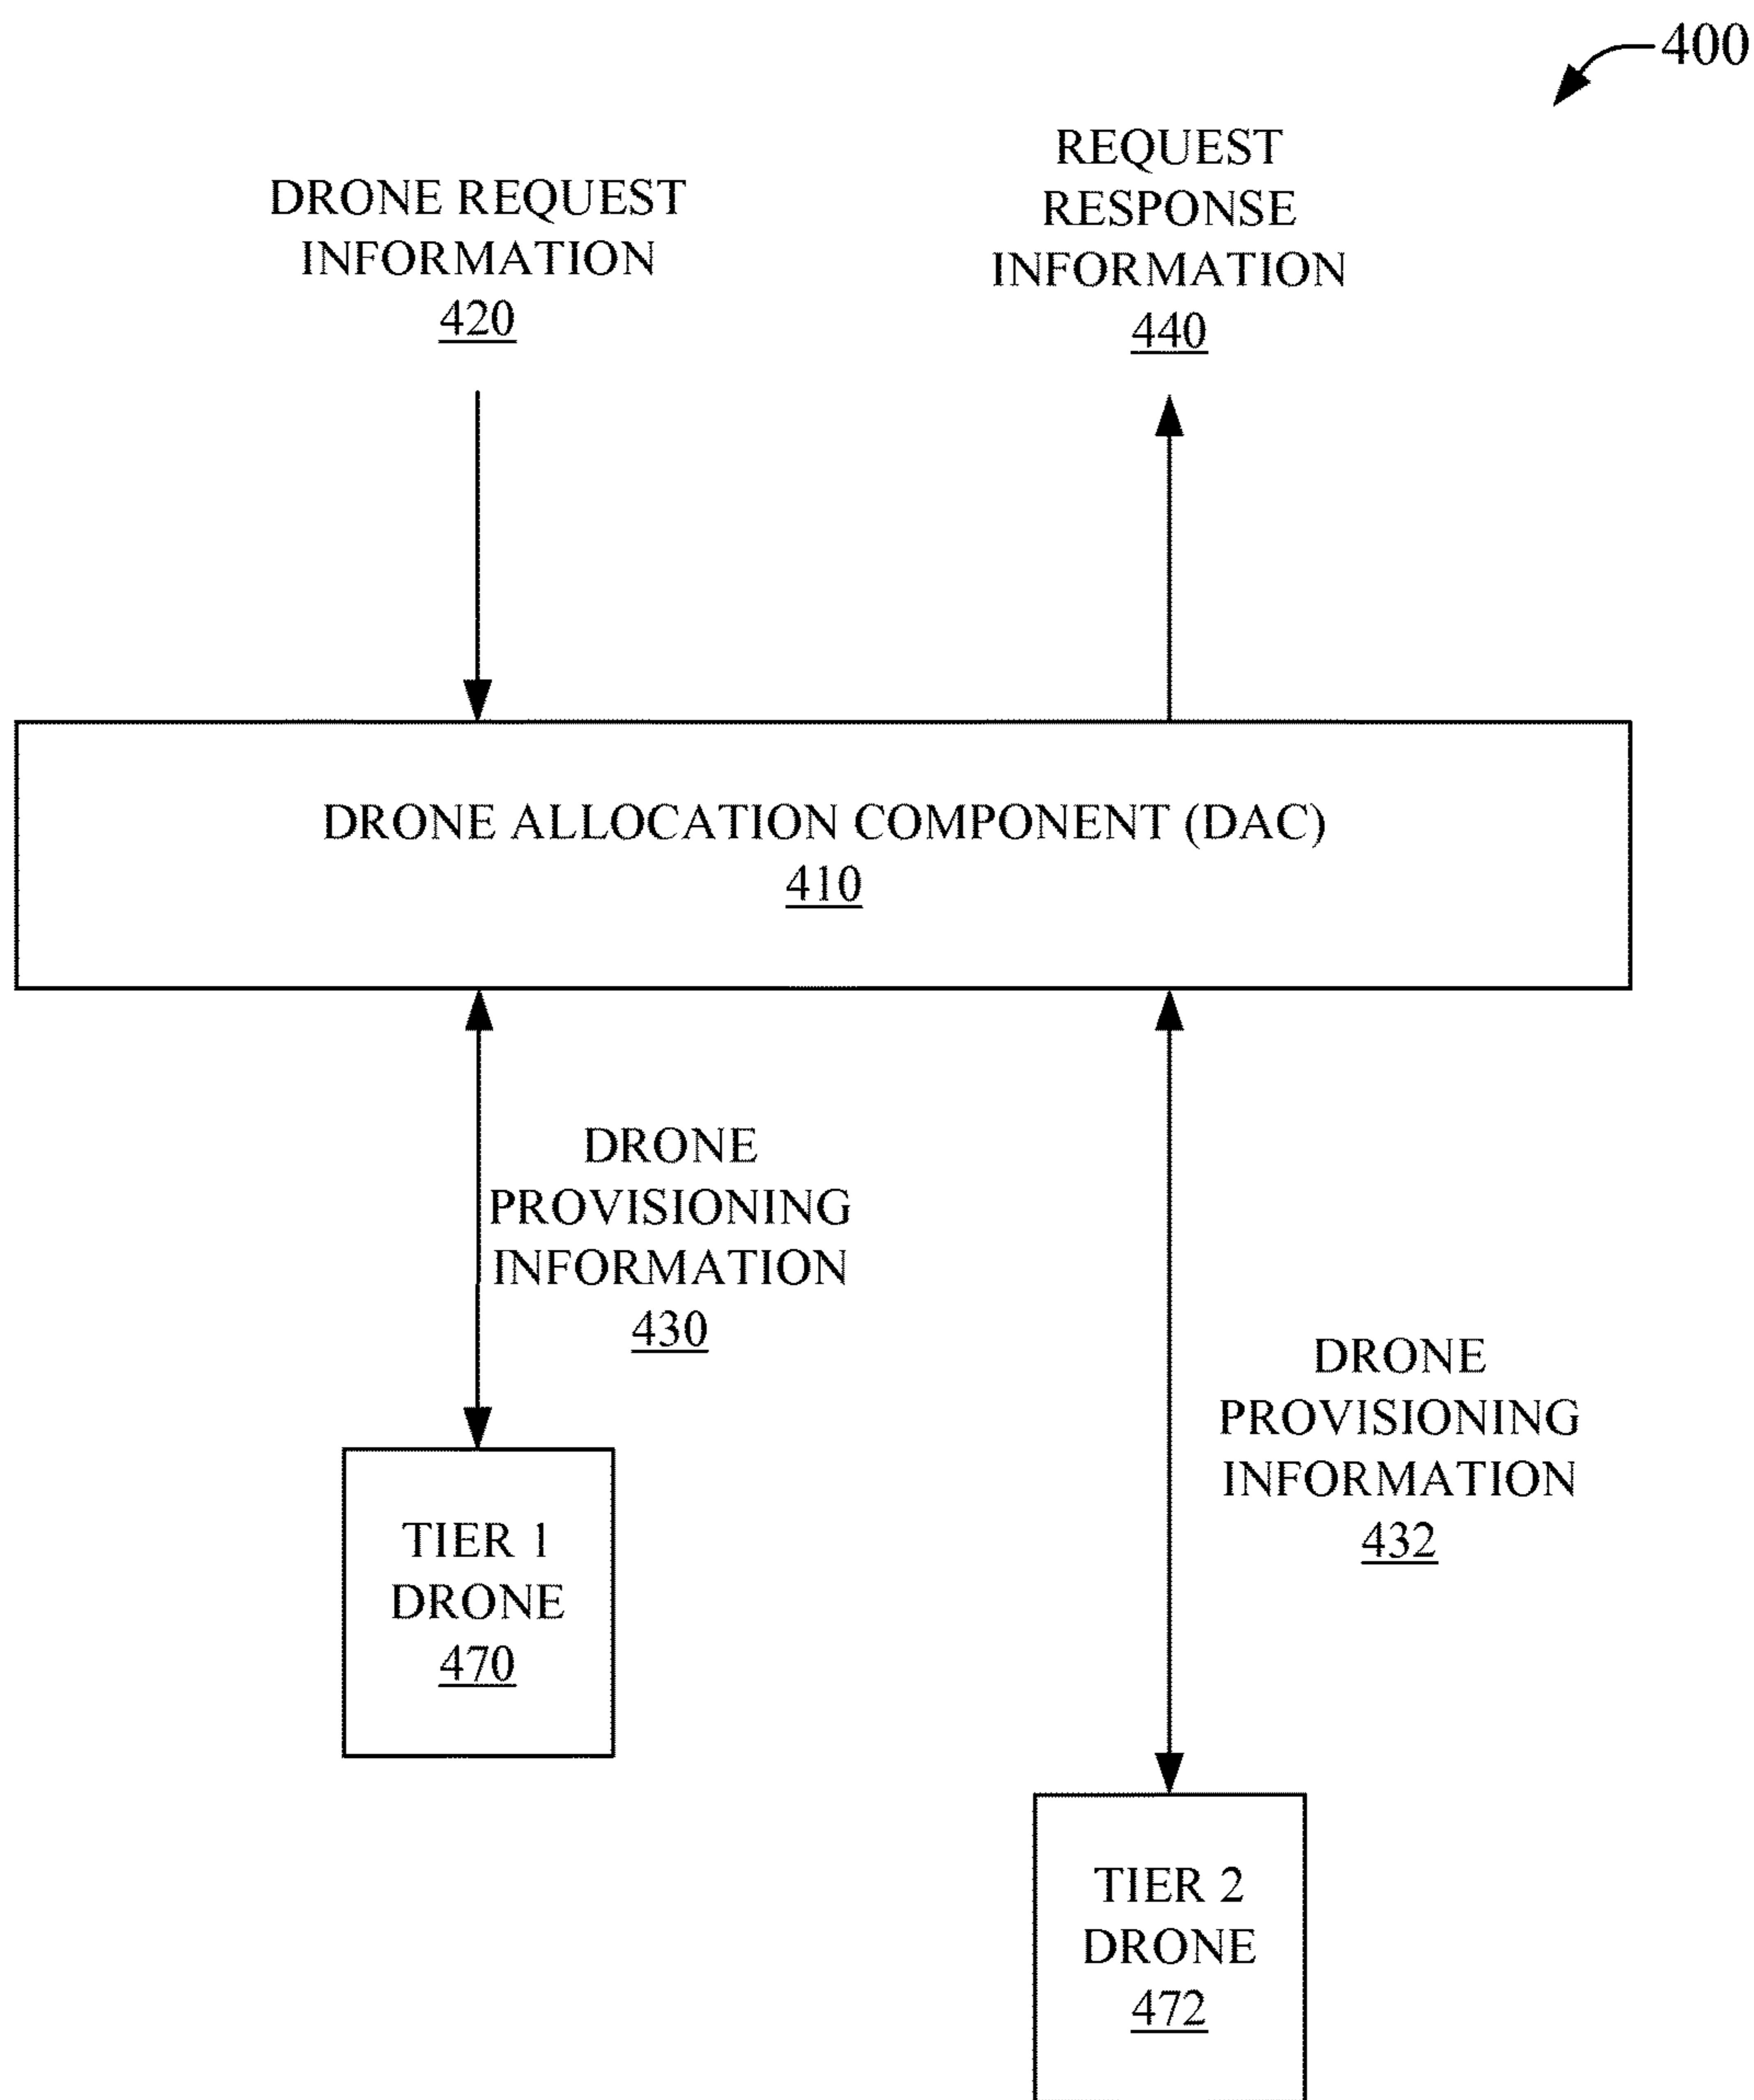 400
DRONE REQUEST
INFORMATION
420
REQUEST
RESPONSE
INFORMATION
440
DRONE ALLOCATION COMPONENT (DAC)
410
DRONE
PROVISIONING
INFORMATION
430
DRONE
PROVISIONING
INFORMATION
432
TIER 1
DRONE
470
TIER 2
DRONE
472